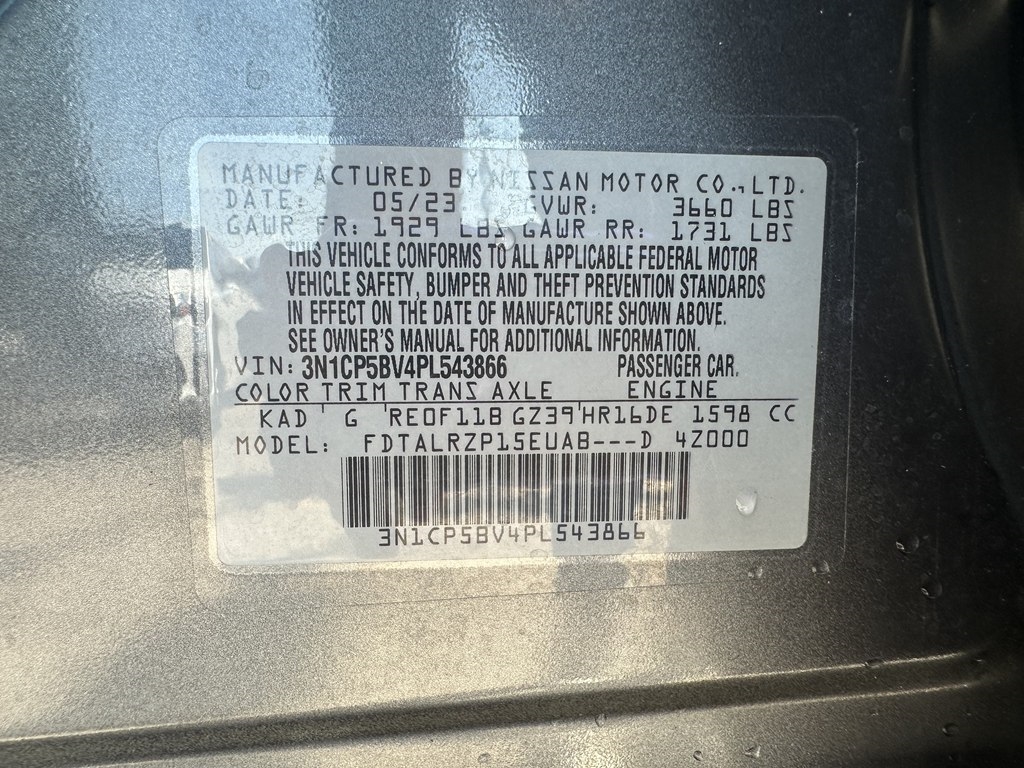 MANUFACTURED BY NISSAN MOTOR CO.,LTD.
DATE: 05/23 GVWR: 3660 LBS
GAWR FR: 1929 LBS GAWR RR: 1731 LBS
THIS VEHICLE CONFORMS TO ALL APPLICABLE FEDERAL MOTOR
VEHICLE SAFETY, BUMPER AND THEFT PREVENTION STANDARDS
IN EFFECT ON THE DATE OF MANUFACTURE SHOWN ABOVE.
SEE OWNER'S MANUAL FOR ADDITIONAL INFORMATION.
VIN: 3N1CP5BV4PL543866 PASSENGER CAR.
COLOR TRIM TRANS AXLE ENGINE
KAD G RE0F11B GZ39 HR16DE 1598 CC
MODEL: FDTALRZP15EUAB---D 4Z000
3N1CP5BV4PL543866